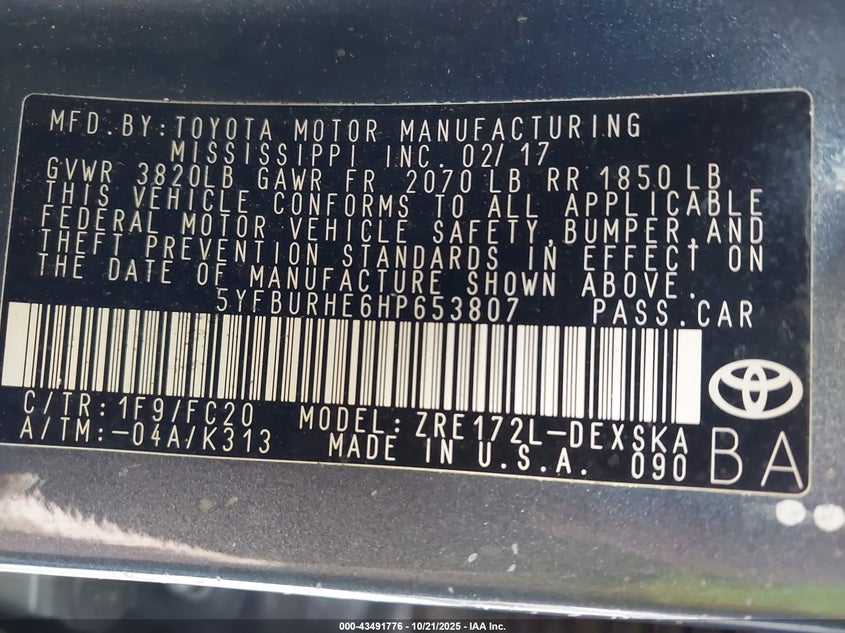 MFD.BY:TOYOTA MOTOR MANUFACTURING
MISSISSIPPI INC. 02/17
GVWR 3820LB GAWR FR 2070 LB RR 1850 LB
THIS VEHICLE CONFORMS TO ALL APPLICABLE
FEDERAL MOTOR VEHICLE SAFETY,BUMPER,AND
THEFT PREVENTION STANDARDS IN EFFECT ON
THE DATE OF MANUFACTURE SHOWN ABOVE.
5YFBURHE6HP653807 PASS.CAR
C/TR:1F9/FC20 MODEL:ZRE172L-DEXSKA
A/TM:-04A/K313 MADE IN U.S.A. 090 BA
000-43491776 - 10/21/2025 - IAA Inc.